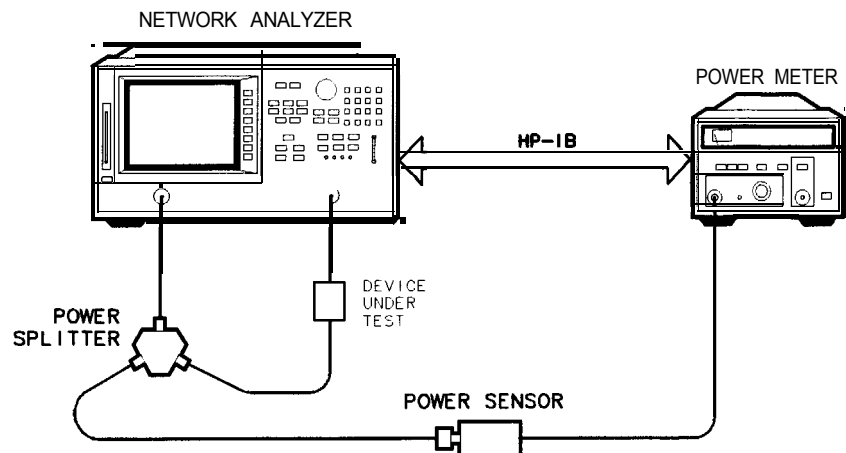 NETWORK ANALYZER
POWER METER
HP-IB
DEVICE
UNDER
TEST
POWER
SPLITTER
POWER SENSOR